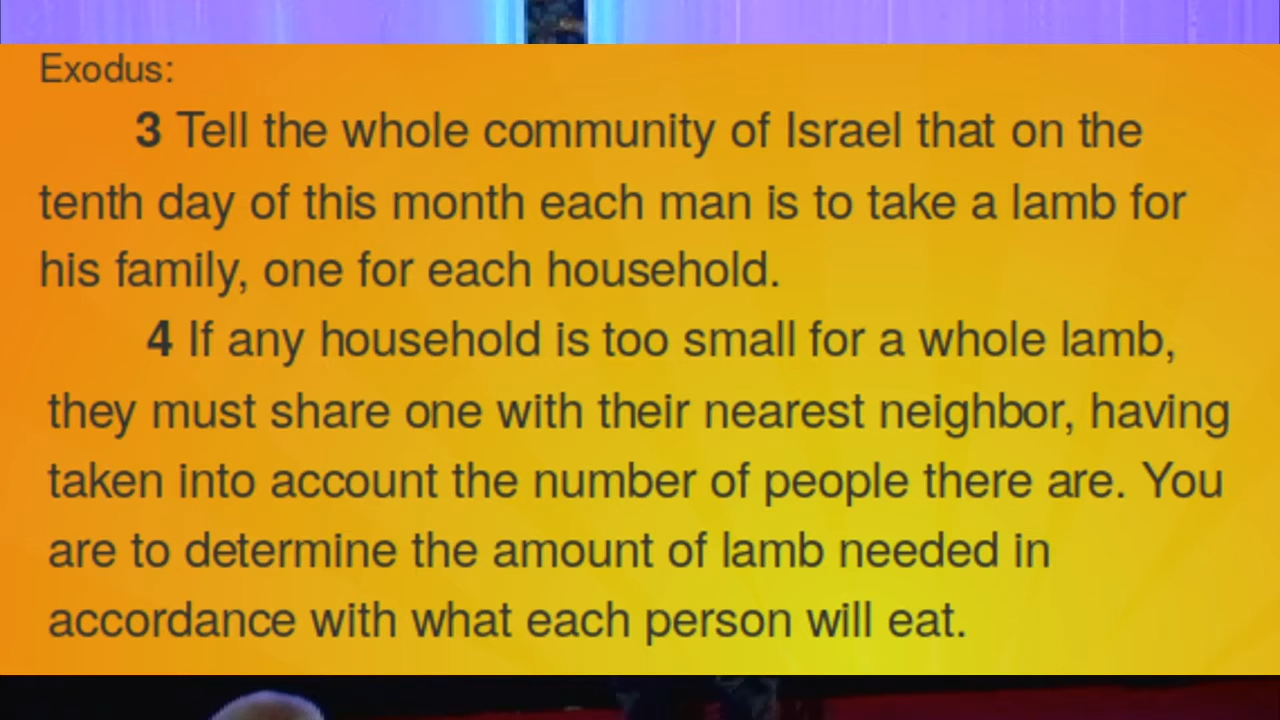 Exodus:
3 Tell the whole community of Israel that on the
tenth day of this month each man is to take a lamb for
his family, one for each household.
4 If any household is too small for a whole lamb,
they must share one with their nearest neighbor, having
taken into account the number of people there are. You
are to determine the amount of lamb needed in
accordance with what each person will eat.